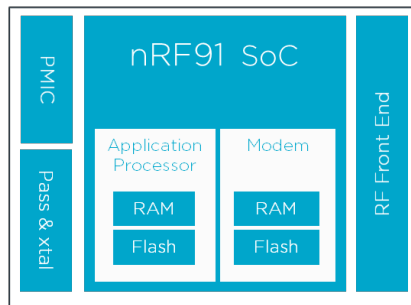 PMIC
Pass & xtal
nRF91 SoC
Application
Processor
RAM
Flash
Modem
RAM
Flash
RF Front End